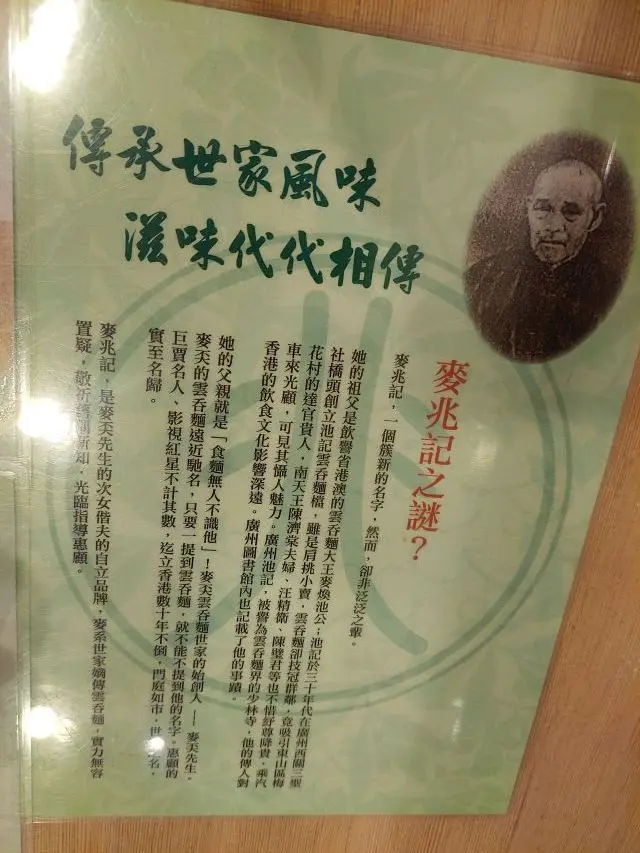 傳承世家風味
滋味代代相傳
麥兆記之謎？
麥兆記，一個簇新的名字，然而，卻非泛泛之輩。
她的祖父是飲譽省港澳的雲吞麵大王麥煥池公；池記於三十年代在廣州西關三聖
社橋頭創立池記雲吞麵檔，雖是肩挑小賣，雲吞麵卻技冠群鄰，竟吸引東山區梅
花村的達官貴人，南天王陳濟棠夫婦、汪精衛、陳璧君等也不惜紆尊降貴，乘汽
車來光顧，可見其懾人魅力。廣州池記，被譽為雲吞麵界的少林寺，他的傳人對
香港的飲食文化影響深遠。廣州圖書館內也記載了他的事蹟。
她的父親就是「食麵無人不識他」！麥奀雲吞麵世家的始創人——麥奀先生。
麥奀的雲吞麵遠近馳名，只要一提到雲吞麵，就不能不提到他的名字。惠顧的
巨賈名人、影視紅星不計其數，迄立香港數十年不倒，門庭如市，世名，
實至名歸。
麥兆記，是麥奀先生的次女偕夫的自立品牌，麥系世家嫡傳雲吞麵，實力無容
置疑，敬祈新知，光臨指導惠顧。